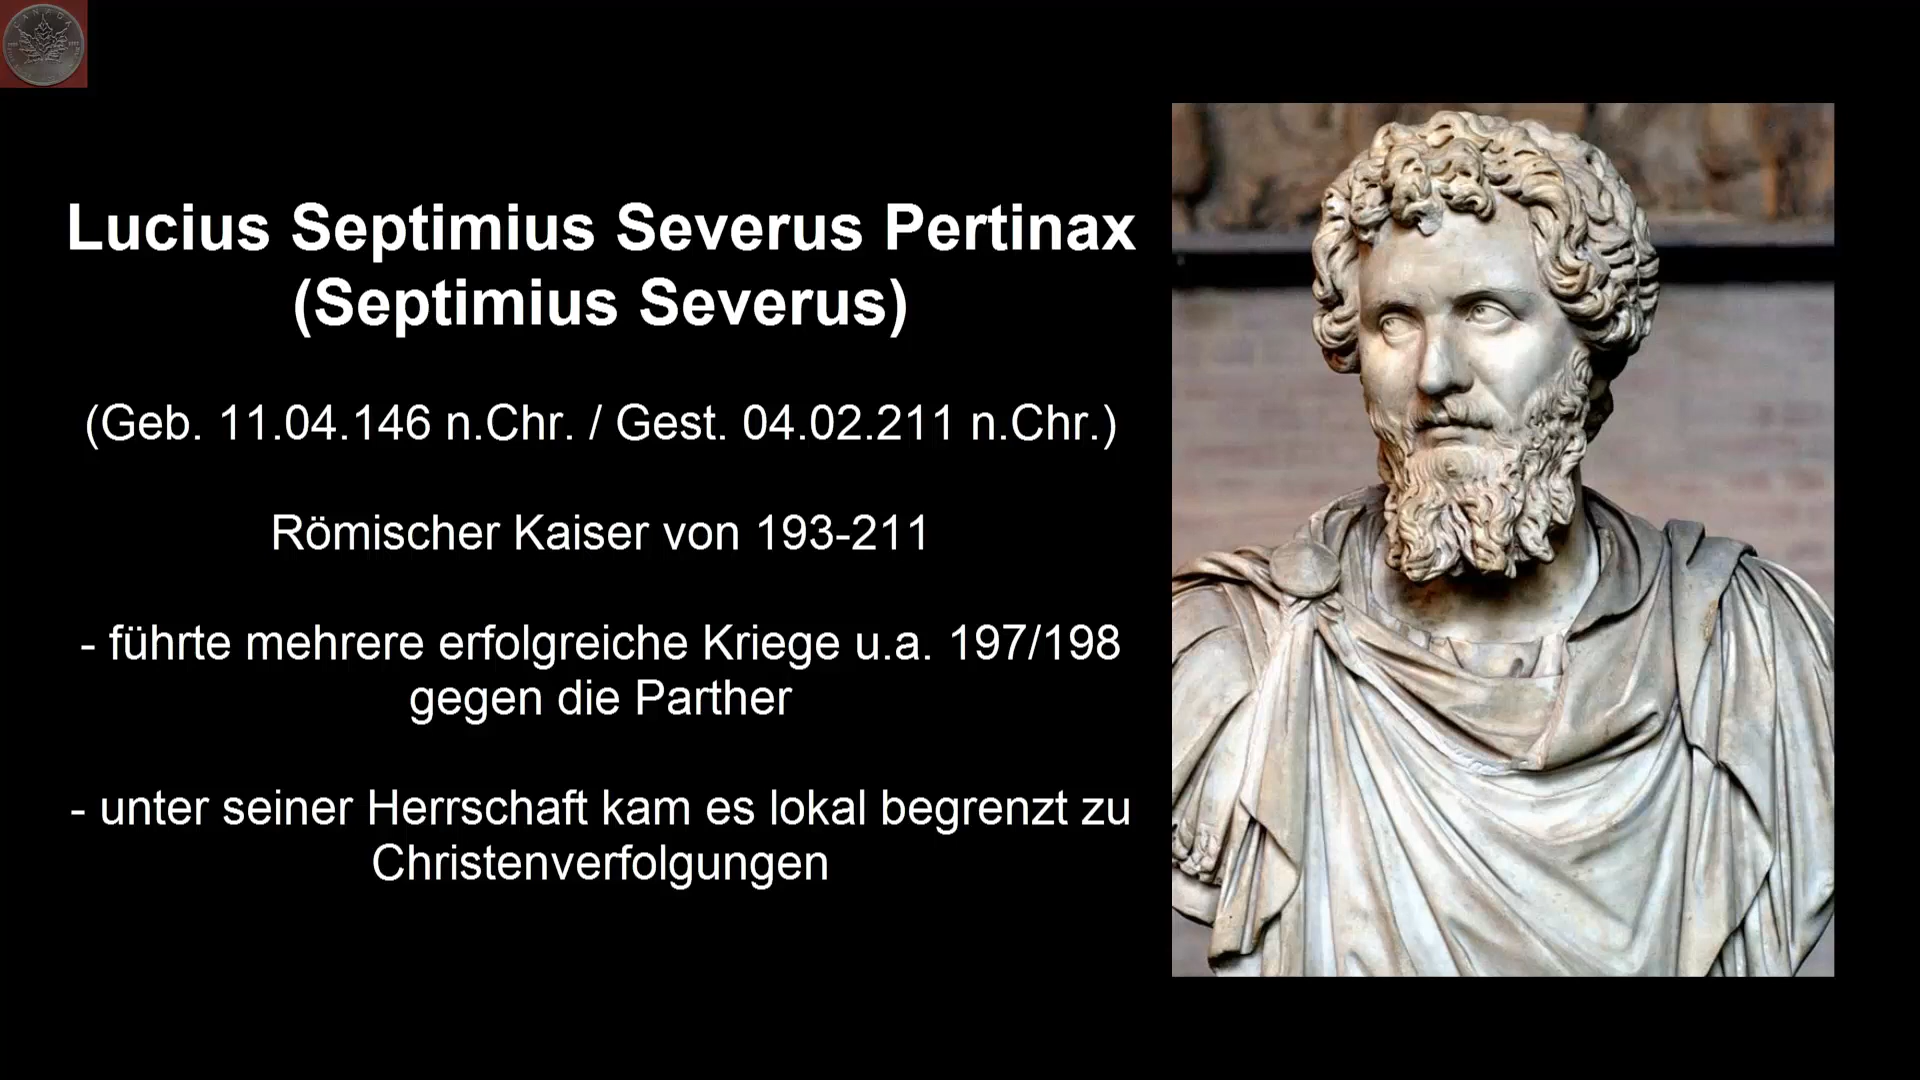 Lucius Septimius Severus Pertinax
(Septimius Severus)
(Geb. 11.04.146 n.Chr. / Gest. 04.02.211 n.Chr.)
Römischer Kaiser von 193-211
- führte mehrere erfolgreiche Kriege u.a. 197/198
gegen die Parther
- unter seiner Herrschaft kam es lokal begrenzt zu
Christenverfolgungen